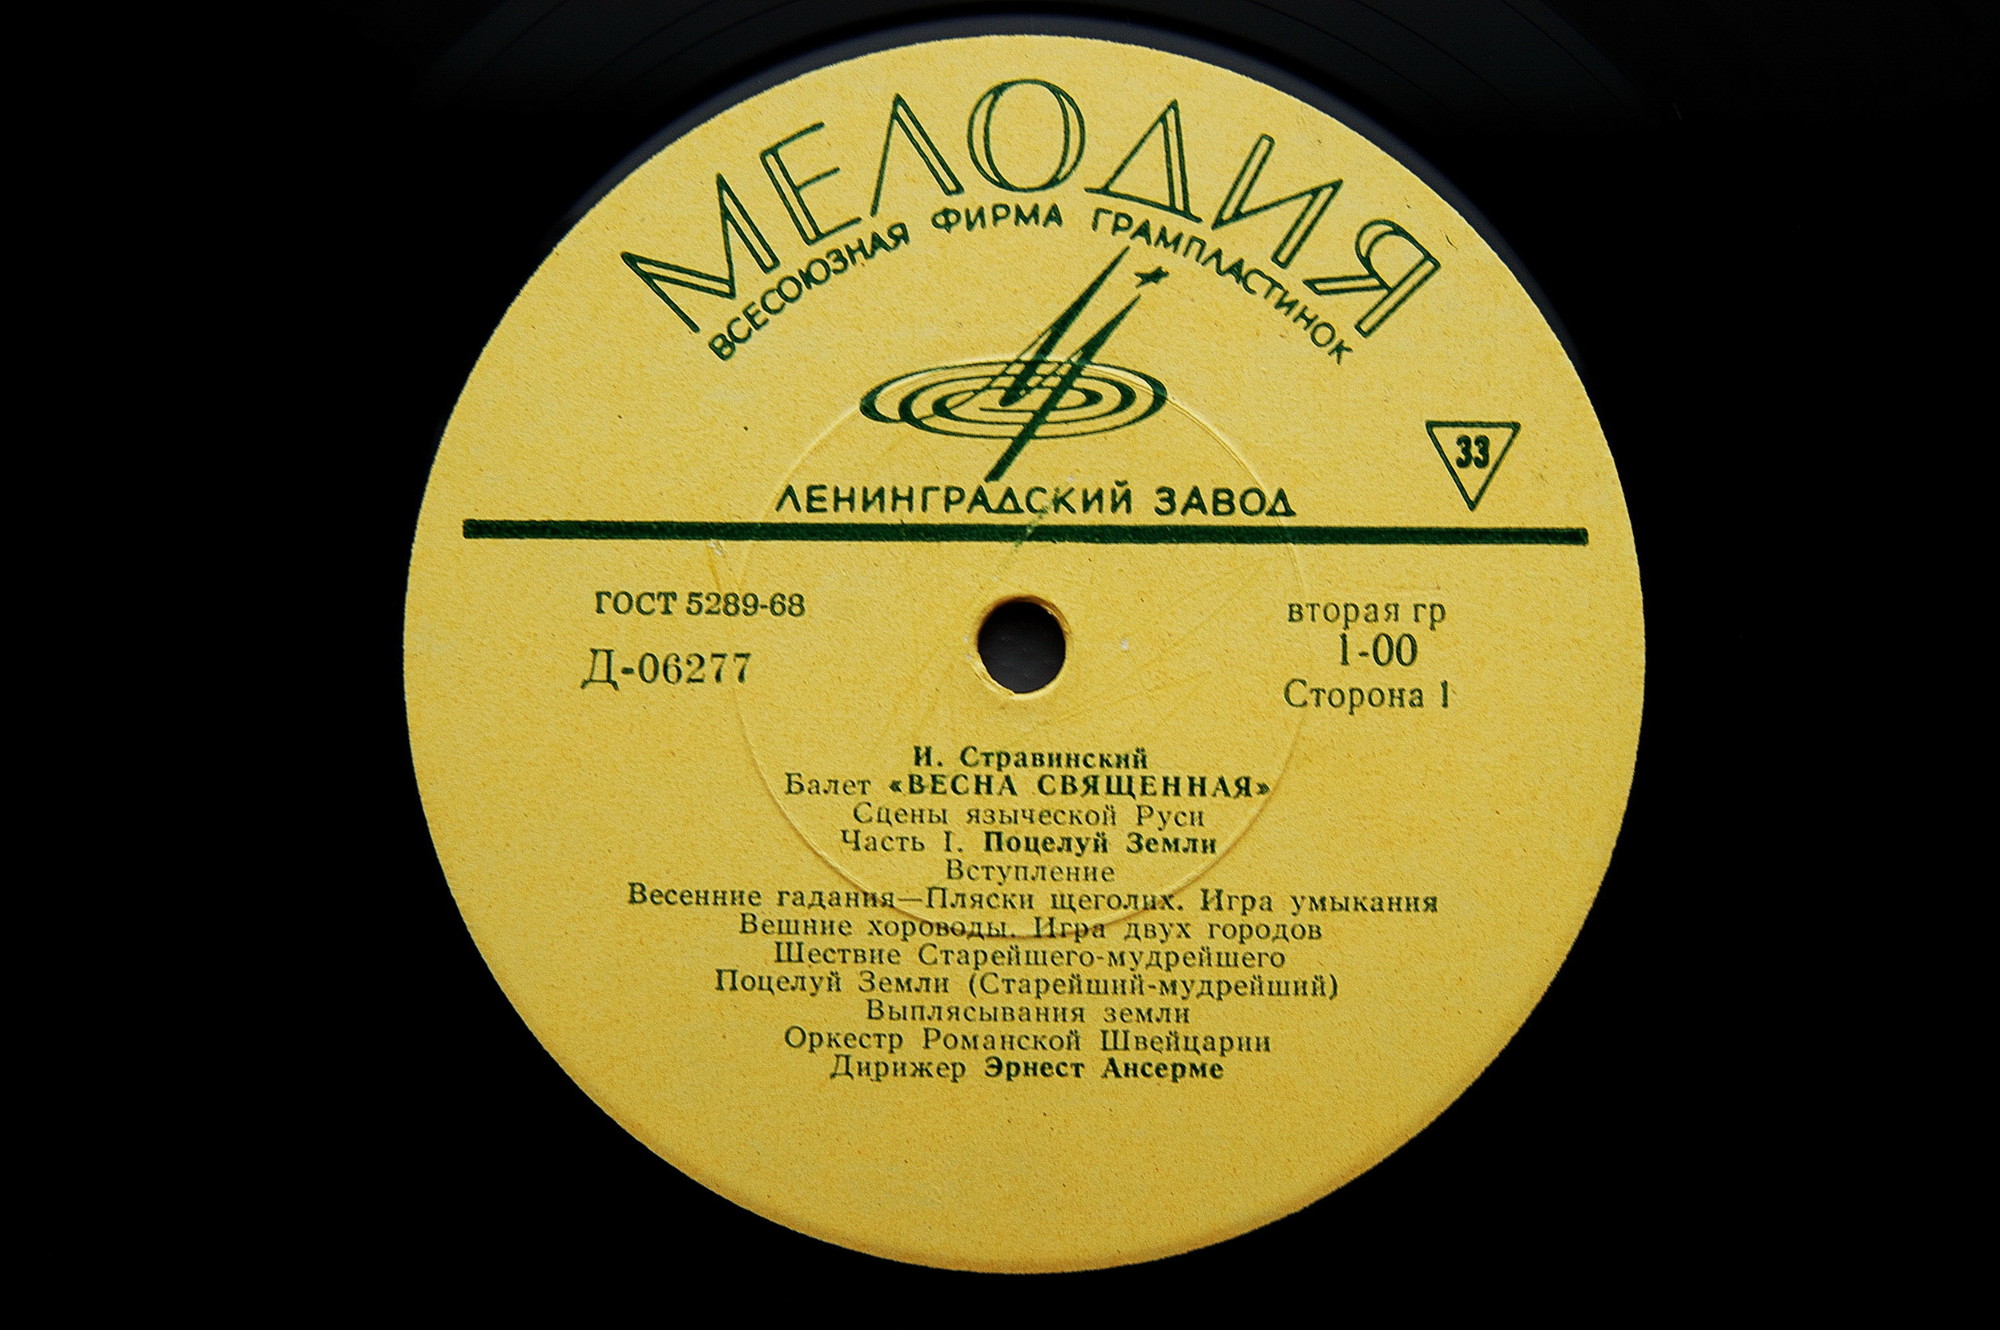 МЕЛОДИЯ
ВСЕСОЮЗНАЯ ФИРМА ГРАМПЛАСТИНОК
33
ЛЕНИНГРАДСКИЙ ЗАВОД
ГОСТ 5289-68
Д-06277
вторая гр
1-00
Сторона 1
И. Стравинский
Балет «ВЕСНА СВЯЩЕННАЯ»
Сцены языческой Руси
Часть I. Поцелуй Земли
Вступление
Весенние гадания—Пляски щеголих. Игра умыкания
Вешние хороводы. Игра двух городов
Шествие Старейшего-мудрейшего
Поцелуй Земли (Старейший-мудрейший)
Выплясывания земли
Оркестр Романской Швейцарии
Дирижер Эрнест Ансерме